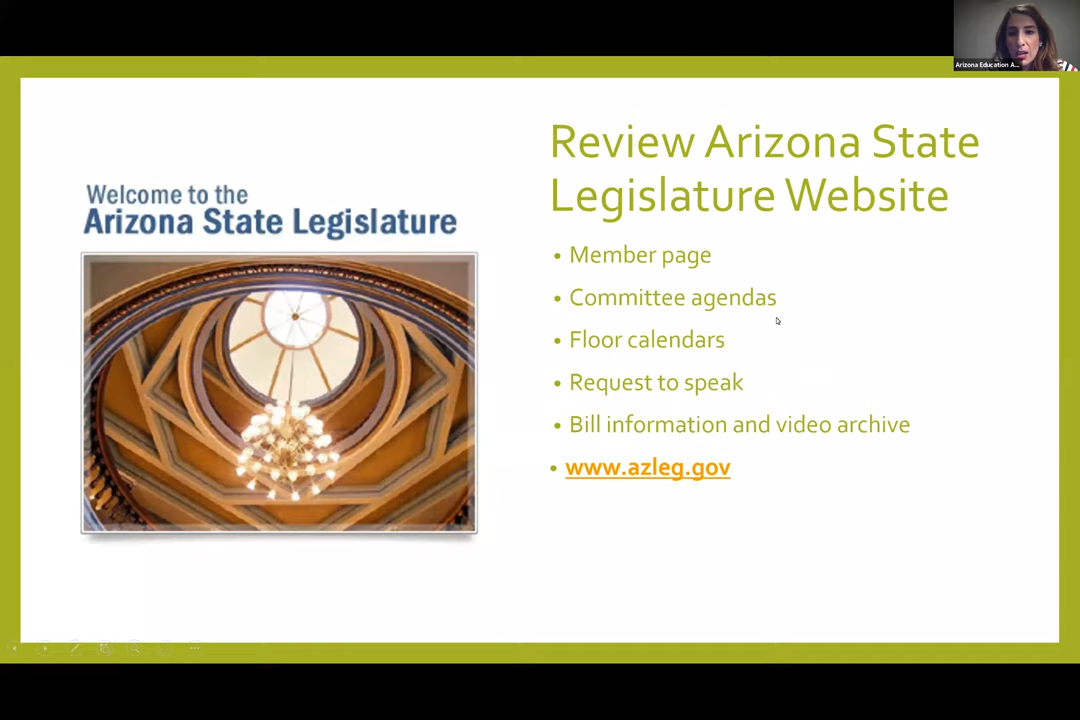 Arizona Education A...
Welcome to the
Arizona State Legislature
Review Arizona State
Legislature Website
• Member page
• Committee agendas
• Floor calendars
• Request to speak
• Bill information and video archive
• www.azleg.gov